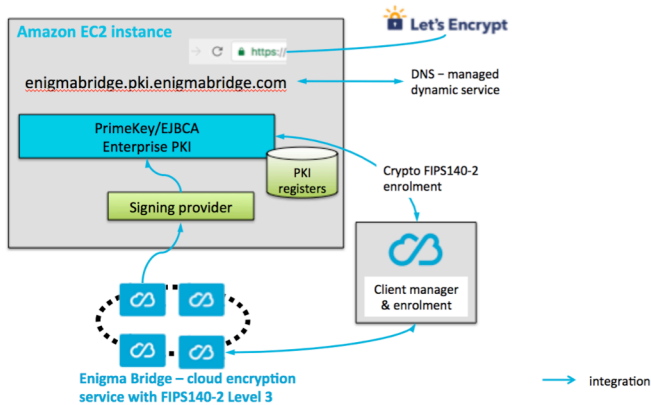 Let's Encrypt
Amazon EC2 instance
https://
enigmabridge.pki.enigmabridge.com
DNS – managed
dynamic service
PrimeKey/EJBCA
Enterprise PKI
PKI
registers
Crypto FIPS140-2
enrolment
Signing provider
Client manager
& enrolment
Enigma Bridge – cloud encryption
service with FIPS140-2 Level 3
integration